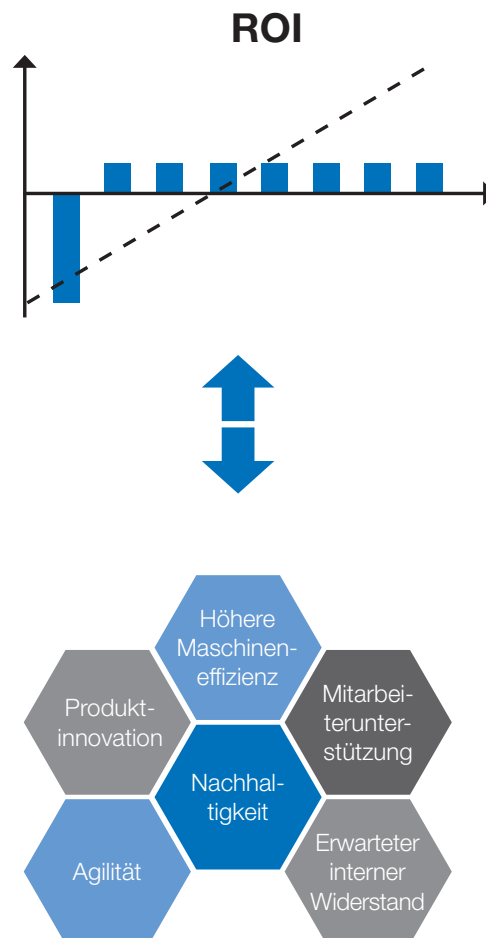 ROI
Höhere
Maschinen-
effizienz
Produkt-
innovation
Mitarbei-
terunter-
stützung
Nachhal-
tigkeit
Agilität
Erwarteter
interner
Widerstand